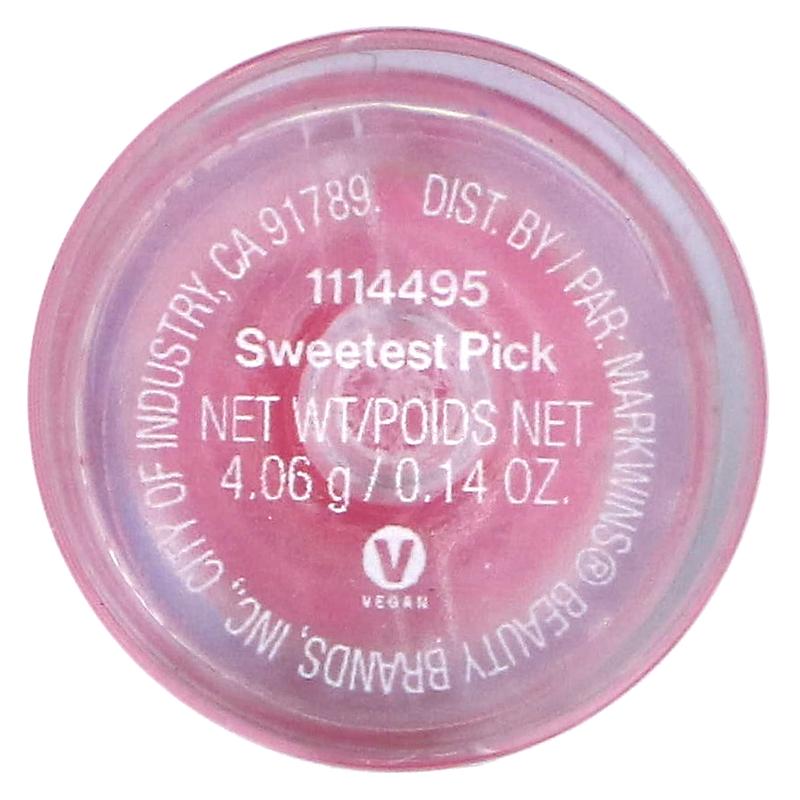 DIST. BY / PAR: MARKWINS® BEAUTY BRANDS, INC., CITY OF INDUSTRY, CA 91789.
1114495
Sweetest Pick
NET WT/POIDS NET
4.06 g / 0.14 OZ.
V
VEGAN